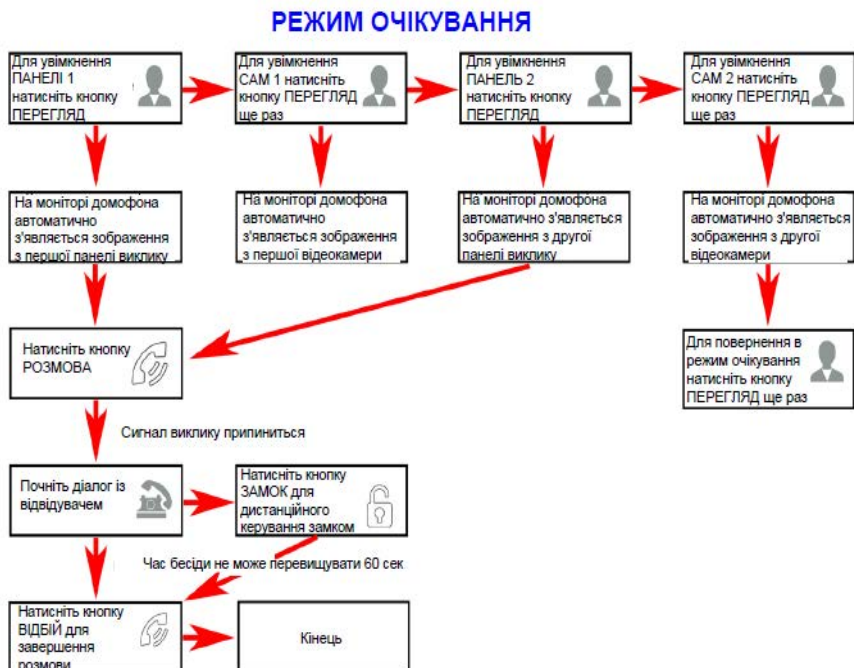 РЕЖИМ ОЧІКУВАННЯ
Для увімкнення
ПАНЕЛІ 1
натисніть кнопку
ПЕРЕГЛЯД
Для увімкнення
САМ 1 натисніть
кнопку ПЕРЕГЛЯД
ще раз
Для увімкнення
ПАНЕЛЬ 2
натисніть кнопку
ПЕРЕГЛЯД
Для увімкнення
САМ 2 натисніть
кнопку ПЕРЕГЛЯД
ще раз
На моніторі домофона
автоматично
з'являється зображення
з першої панелі виклику
На моніторі домофона
автоматично
з'являється зображення
з першої відеокамери
На моніторі домофона
автоматично з'являється
зображення з другої
панелі виклику
На моніторі домофона
автоматично з'являється
зображення з другої
відеокамери
Натисніть кнопку
РОЗМОВА
Для повернення в
режим очікування
натисніть кнопку
ПЕРЕГЛЯД ще раз
Сигнал виклику припиниться
Почніть діалог із
відвідувачем
Натисніть кнопку
ЗАМОК для
дистанційного
керування замком
Час бесіди не може перевищувати 60 сек
Натисніть кнопку
ВІДБІЙ для
завершення
розмови
Кінець